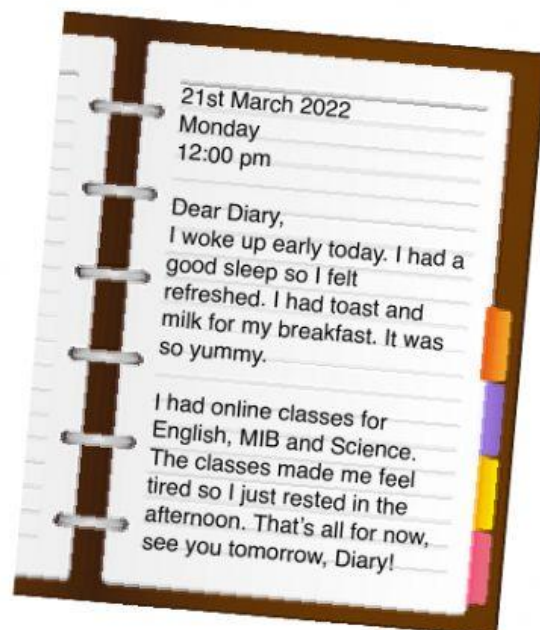 21st March 2022
Monday
12:00 pm
Dear Diary,
I woke up early today. I had a
good sleep so I felt
refreshed. I had toast and
milk for my breakfast. It was
so yummy.
I had online classes for
English, MIB and Science.
The classes made me feel
tired so I just rested in the
afternoon. That's all for now,
see you tomorrow, Diary!